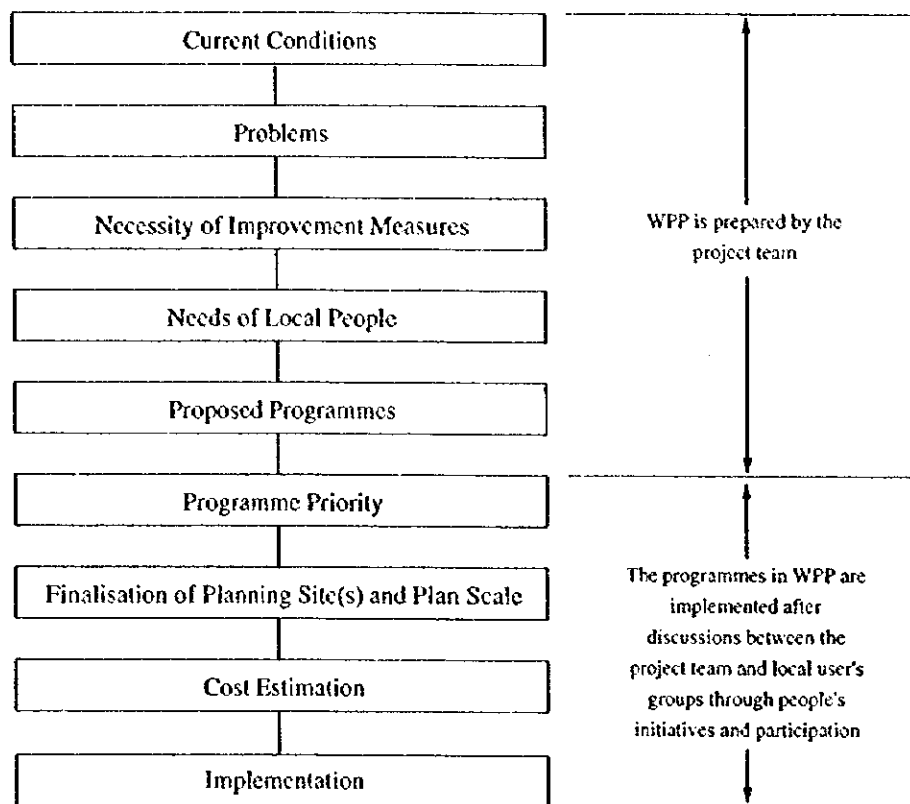 Current Conditions
Problems
Necessity of Improvement Measures
Needs of Local People
Proposed Programmes
Programme Priority
Finalisation of Planning Site(s) and Plan Scale
Cost Estimation
Implementation
WPP is prepared by the
project team
The programmes in WPP are
implemented after
discussions between the
project team and local user's
groups through people's
initiatives and participation